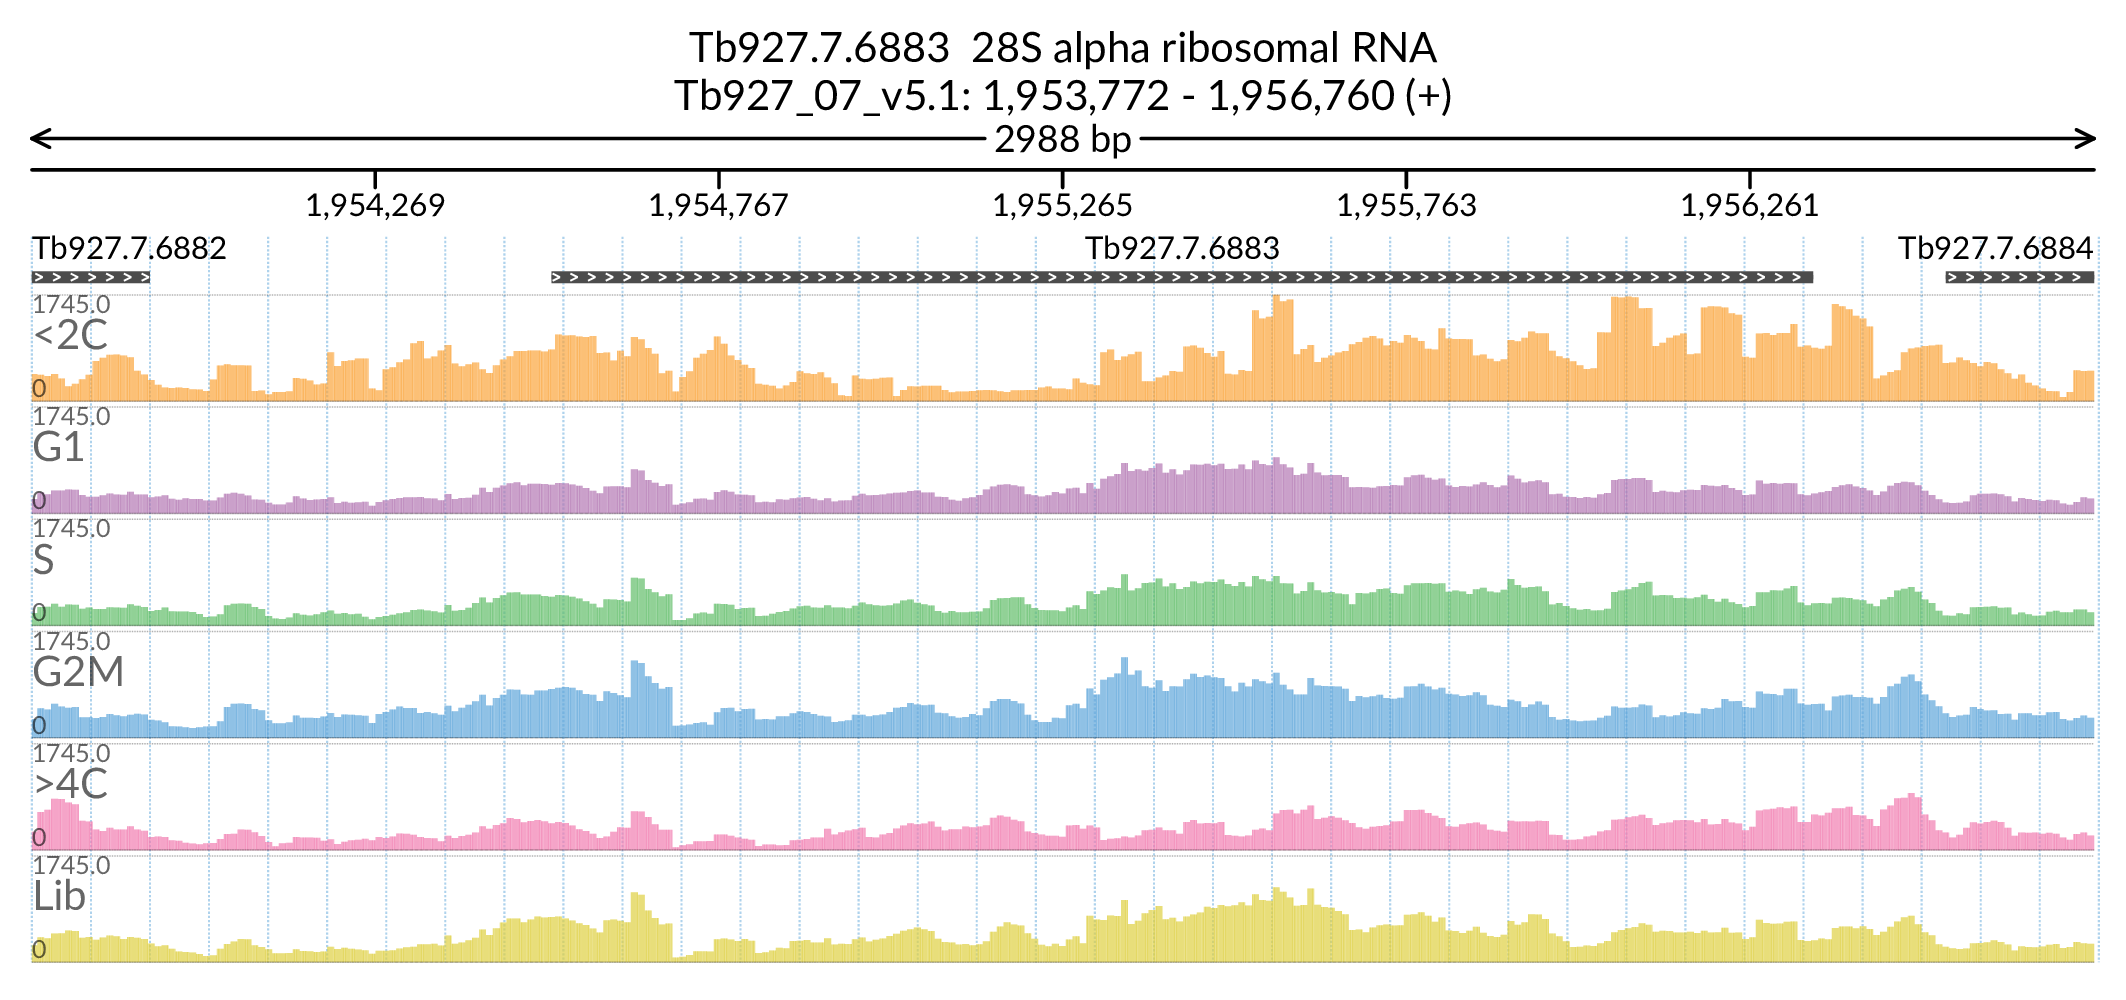 Tb927.7.6883  28S alpha ribosomal RNA
Tb927_07_v5.1: 1,953,772 - 1,956,760 (+)
2988 bp
1,954,269 1,954,767 1,955,265 1,955,763 1,956,261
Tb927.7.6882 Tb927.7.6883 Tb927.7.6884
1745.0
<2C
0
1745.0
G1
0
1745.0
S
0
1745.0
G2M
0
1745.0
>4C
0
1745.0
Lib
0